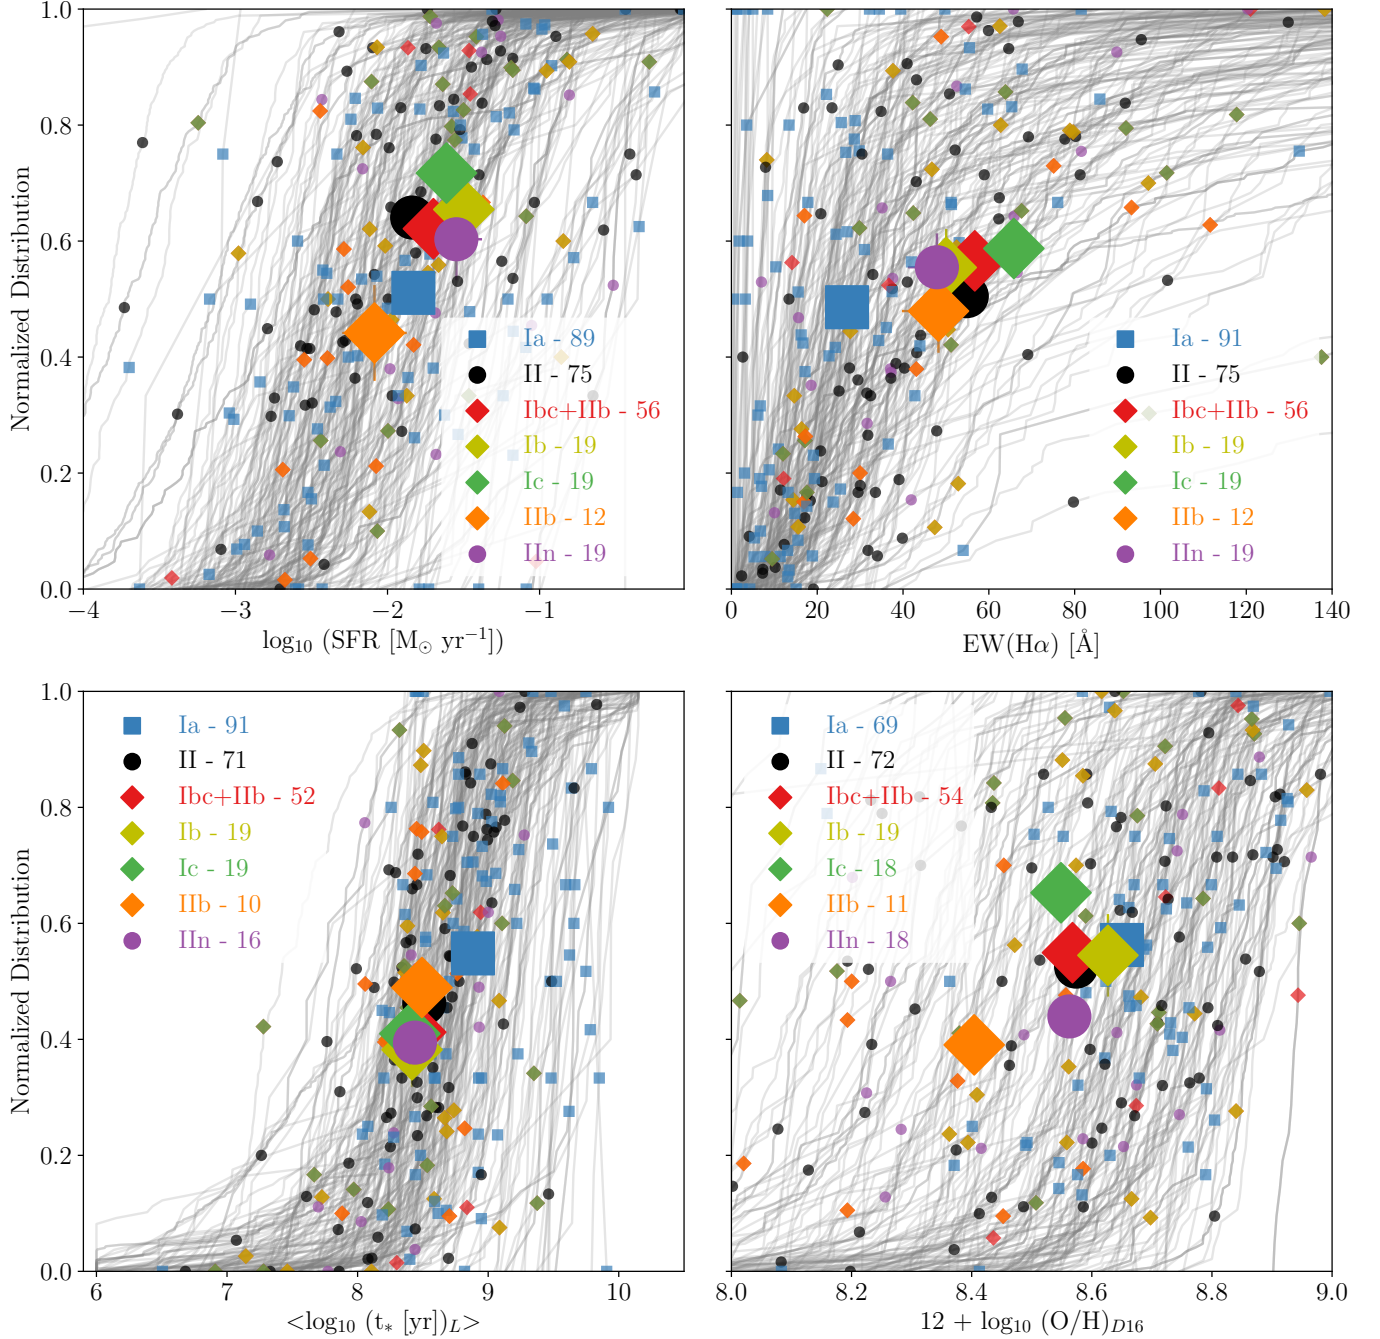 1.0
0.8
0.6
0.4
0.2
0.0
Normalized Distribution
Ia - 89
II - 75
Ibc+IIb - 56
Ib - 19
Ic - 19
IIb - 12
IIn - 19
−4 −3 −2 −1
log₁₀ (SFR [M⊙ yr⁻¹])
Ia - 91
II - 75
Ibc+IIb - 56
Ib - 19
Ic - 19
IIb - 12
IIn - 19
0 20 40 60 80 100 120 140
EW(Hα) [Å]
1.0
0.8
0.6
0.4
0.2
0.0
Normalized Distribution
Ia - 91
II - 71
Ibc+IIb - 52
Ib - 19
Ic - 19
IIb - 10
IIn - 16
6 7 8 9 10
<log₁₀ (t* [yr])L>
Ia - 69
II - 72
Ibc+IIb - 54
Ib - 19
Ic - 18
IIb - 11
IIn - 18
8.0 8.2 8.4 8.6 8.8 9.0
12 + log₁₀ (O/H)D16